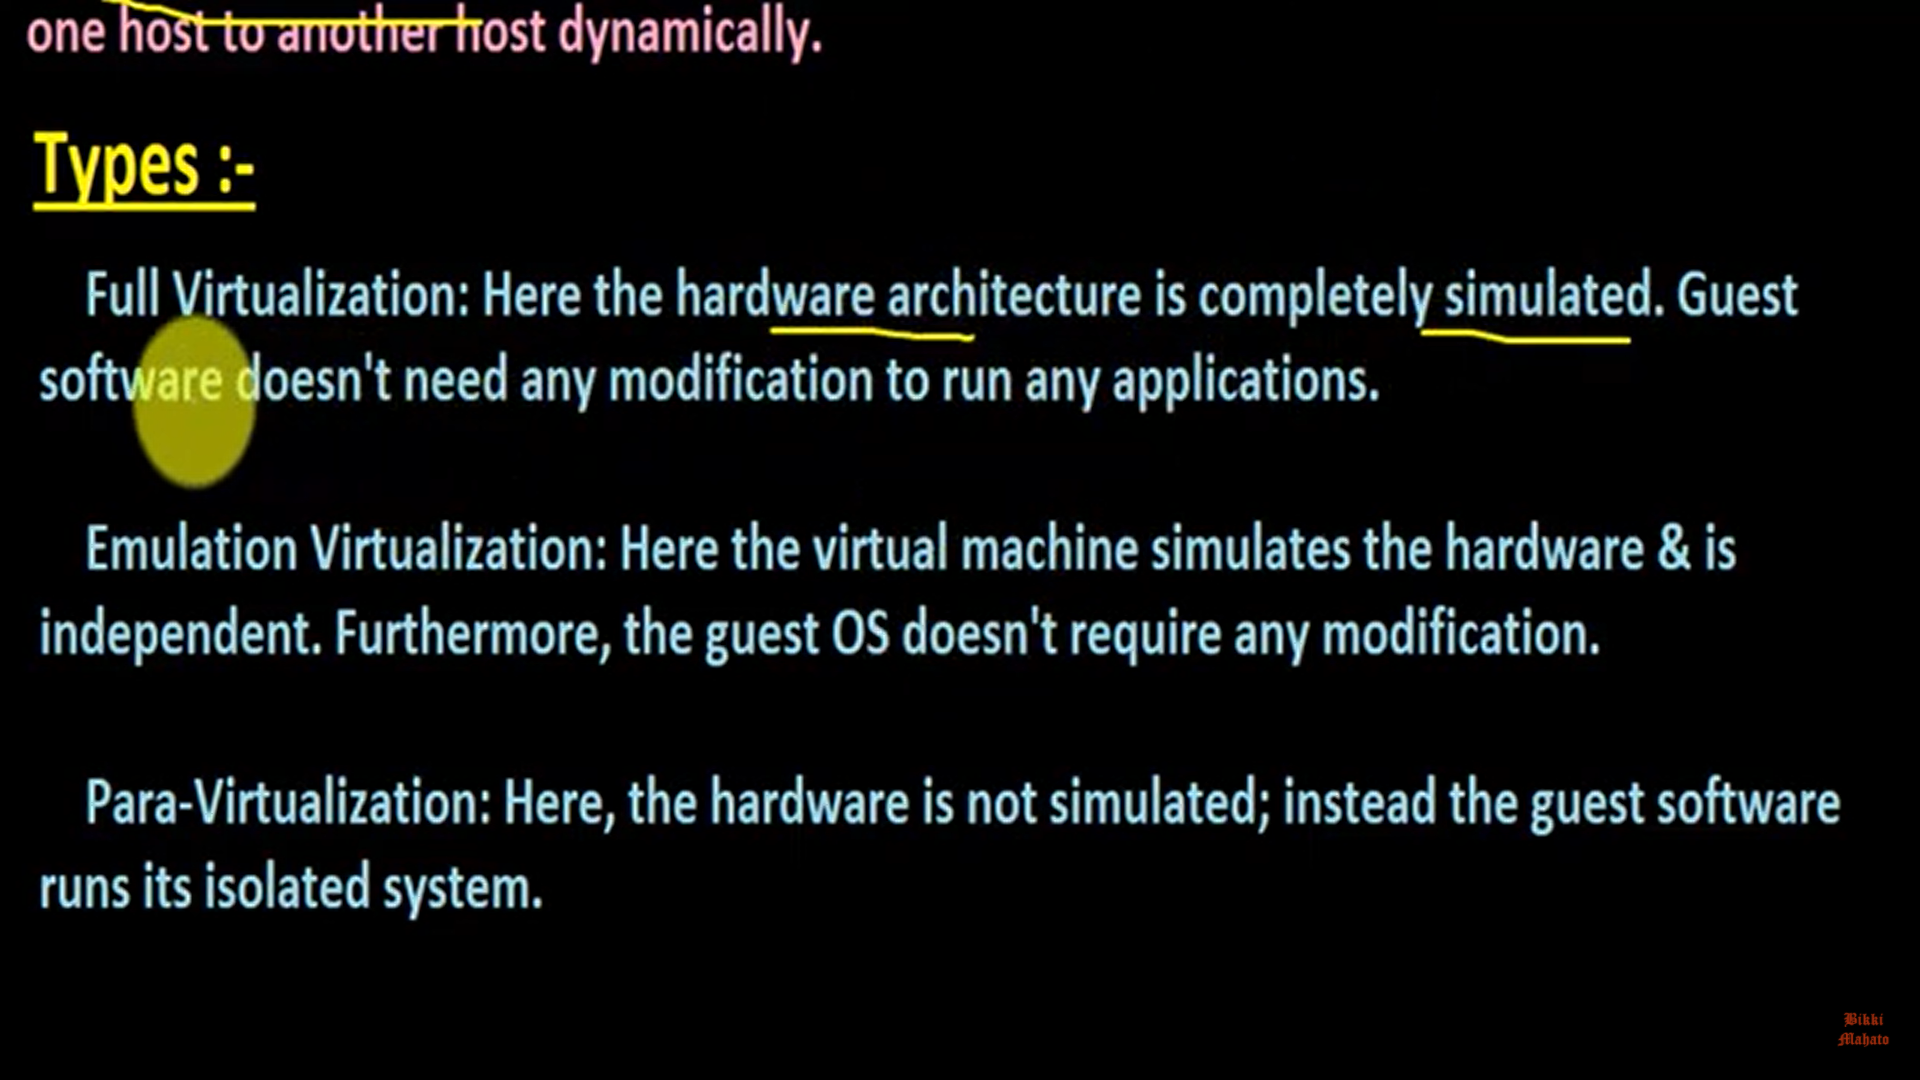 one host to another host dynamically.
Types :-
Full Virtualization: Here the hardware architecture is completely simulated. Guest
software doesn't need any modification to run any applications.
Emulation Virtualization: Here the virtual machine simulates the hardware & is
independent. Furthermore, the guest OS doesn't require any modification.
Para-Virtualization: Here, the hardware is not simulated; instead the guest software
runs its isolated system.
Bikki
Mahato